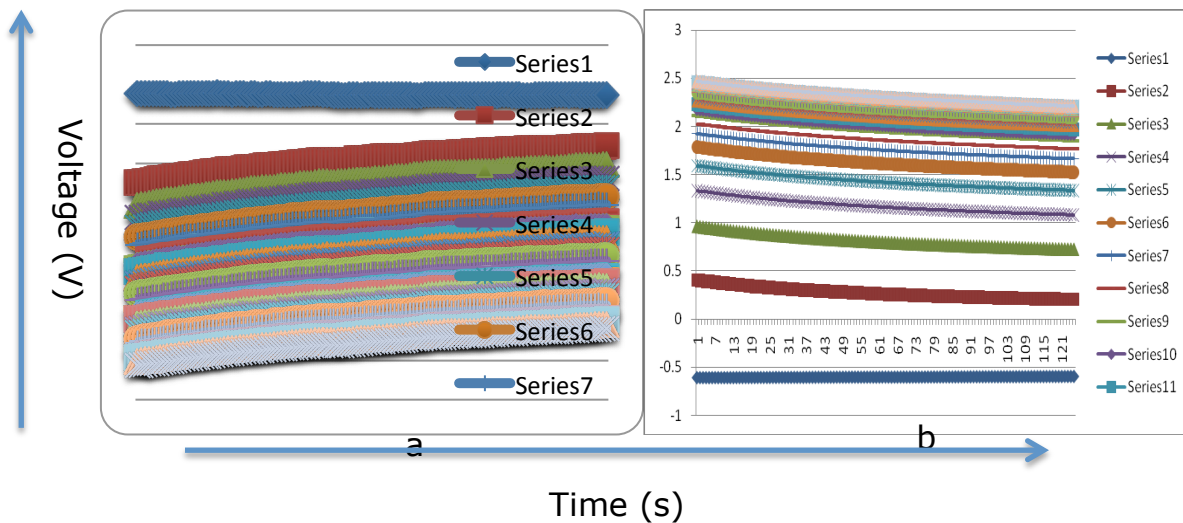 Voltage (V)
Series1
Series2
Series3
Series4
Series5
Series6
Series7
a
3
2.5
2
1.5
1
0.5
0
-0.5
-1
1 7 13 19 25 31 37 43 49 55 61 67 73 79 85 91 97 103 109 115 121
Series1
Series2
Series3
Series4
Series5
Series6
Series7
Series8
Series9
Series10
Series11
b
Time (s)